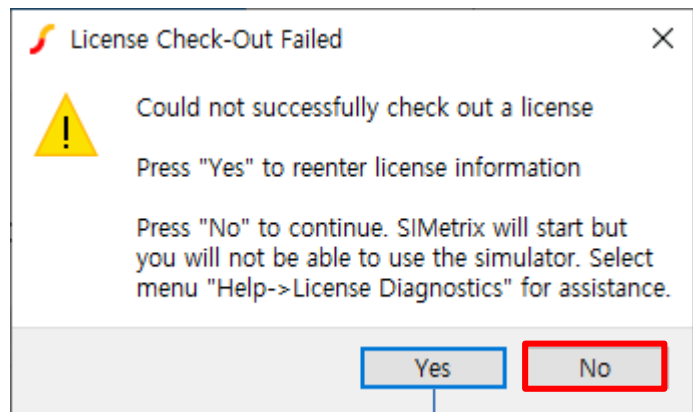 License Check-Out Failed
Could not successfully check out a license
Press "Yes" to reenter license information
Press "No" to continue. SIMetrix will start but
you will not be able to use the simulator. Select
menu "Help->License Diagnostics" for assistance.
Yes No